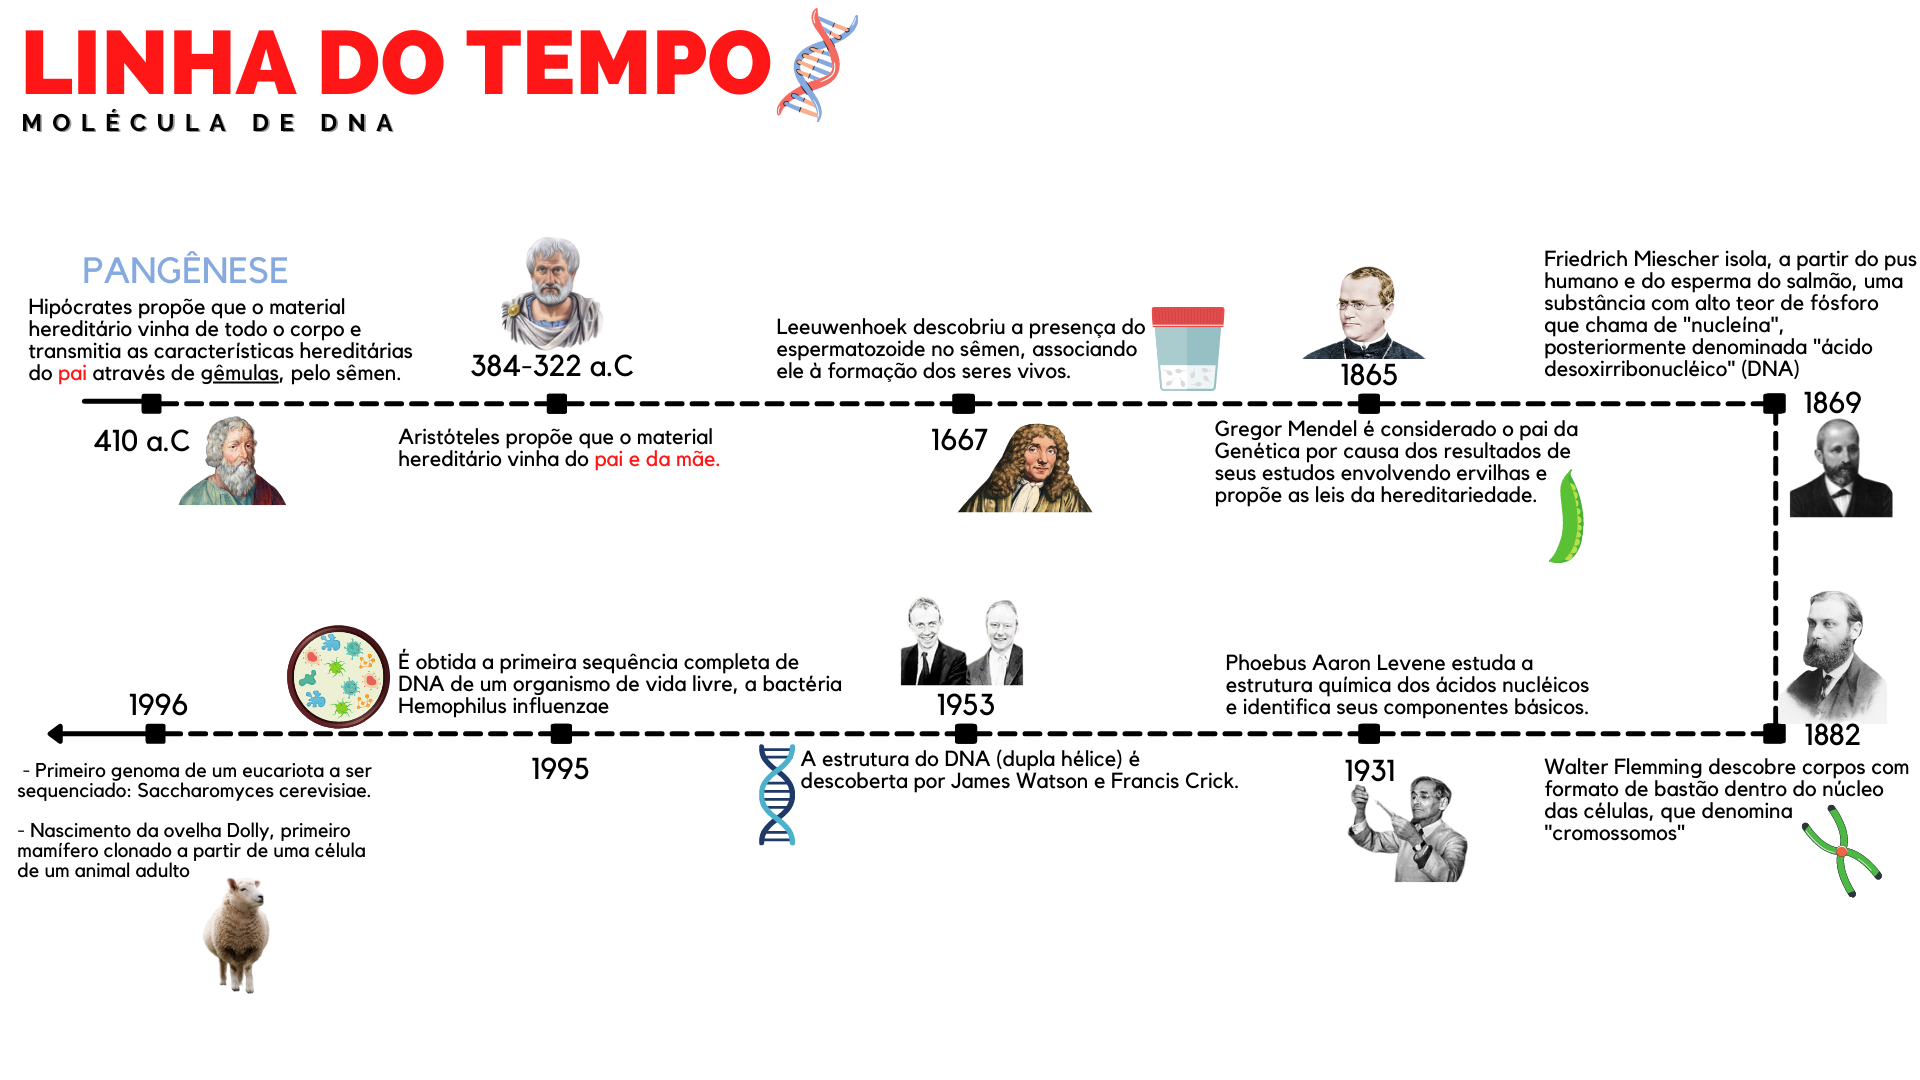 LINHA DO TEMPO
MOLÉCULA DE DNA
PANGÊNESE
Hipócrates propõe que o material
hereditário vinha de todo o corpo e
transmitia as características hereditárias
do pai através de gêmulas, pelo sêmen.
410 a.C
384-322 a.C
Aristóteles propõe que o material
hereditário vinha do pai e da mãe.
Leeuwenhoek descobriu a presença do
espermatozoide no sêmen, associando
ele à formação dos seres vivos.
1667
1865
Gregor Mendel é considerado o pai da
Genética por causa dos resultados de
seus estudos envolvendo ervilhas e
propõe as leis da hereditariedade.
Friedrich Miescher isola, a partir do pus
humano e do esperma do salmão, uma
substância com alto teor de fósforo
que chama de "nucleína",
posteriormente denominada "ácido
desoxirribonucléico" (DNA)
1869
1882
Walter Flemming descobre corpos com
formato de bastão dentro do núcleo
das células, que denomina
"cromossomos"
Phoebus Aaron Levene estuda a
estrutura química dos ácidos nucléicos
e identifica seus componentes básicos.
1931
1953
A estrutura do DNA (dupla hélice) é
descoberta por James Watson e Francis Crick.
É obtida a primeira sequência completa de
DNA de um organismo de vida livre, a bactéria
Hemophilus influenzae
1995
1996
- Primeiro genoma de um eucariota a ser
sequenciado: Saccharomyces cerevisiae.
- Nascimento da ovelha Dolly, primeiro
mamífero clonado a partir de uma célula
de um animal adulto